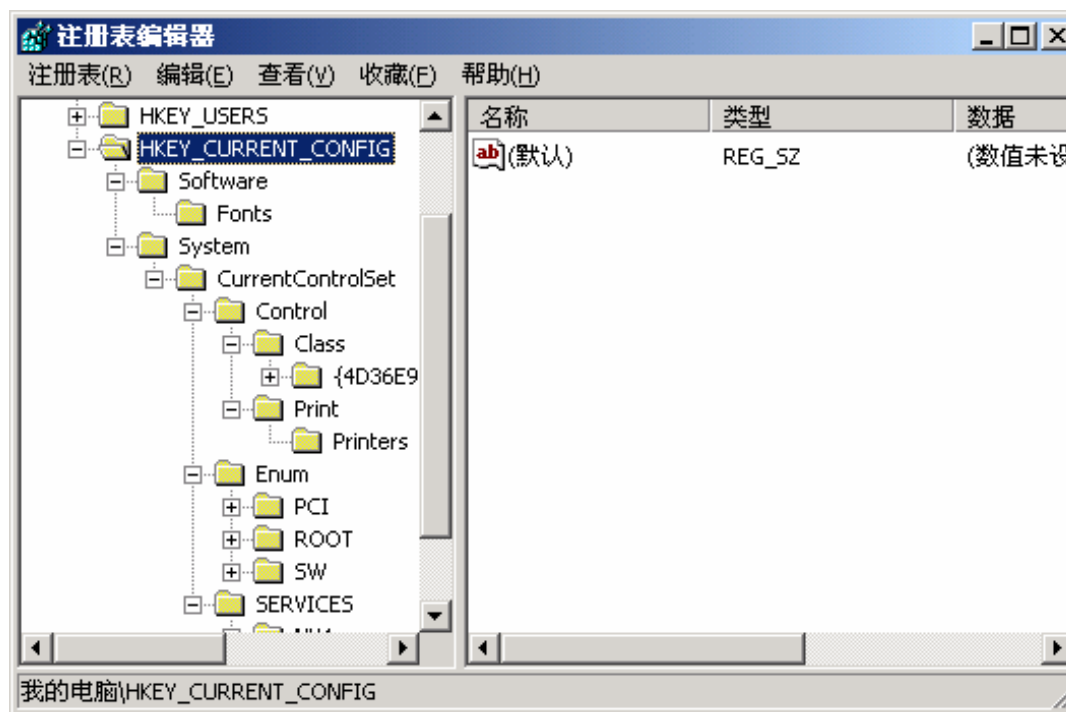 注册表编辑器
注册表(R) 编辑(E) 查看(V) 收藏(F) 帮助(H)
HKEY_USERS
HKEY_CURRENT_CONFIG
Software
Fonts
System
CurrentControlSet
Control
Class
{4D36E9
Print
Printers
Enum
PCI
ROOT
SW
SERVICES
名称 类型 数据
ab (默认) REG_SZ (数值未设
我的电脑\HKEY_CURRENT_CONFIG